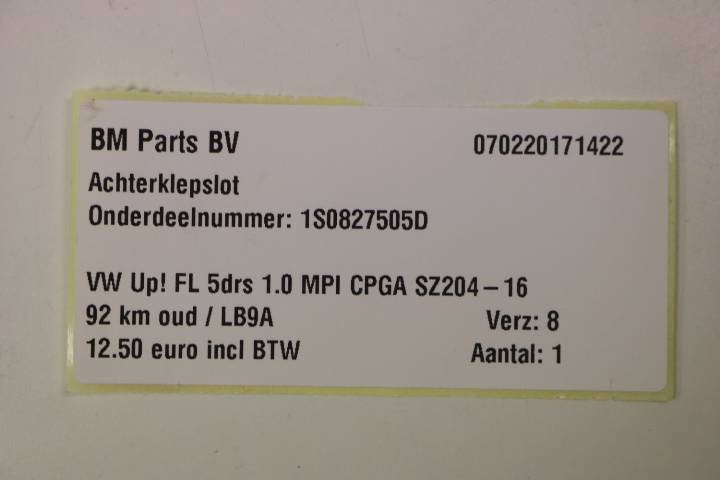 BM Parts BV 070220171422
Achterklepslot
Onderdeelnummer: 1S0827505D
VW Up! FL 5drs 1.0 MPI CPGA SZ204-16
92 km oud / LB9A Verz: 8
12.50 euro incl BTW Aantal: 1